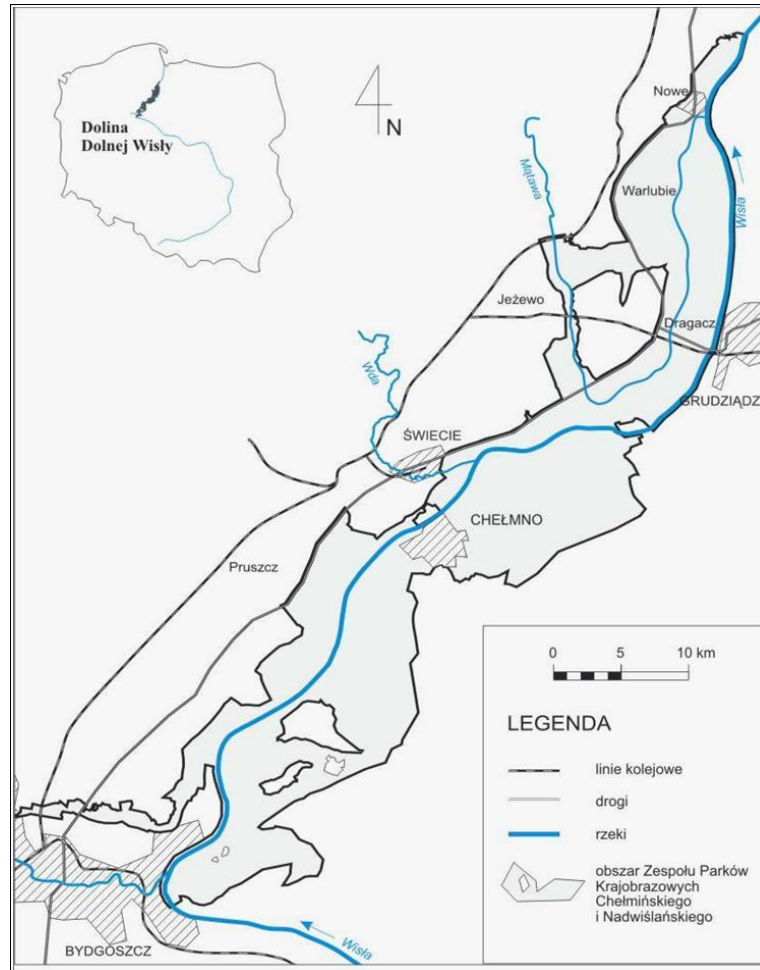 Dolina
Dolnej Wisły
N
Nowe
Mątawa
Warlubie
Wisła
Jeżewo
Dragacz
Wda
GRUDZIĄDZ
ŚWIECIE
CHEŁMNO
Pruszcz
0 5 10 km
LEGENDA
linie kolejowe
drogi
rzeki
obszar Zespołu Parków
Krajobrazowych
Chełmińskiego
i Nadwiślańskiego
Wisła
BYDGOSZCZ